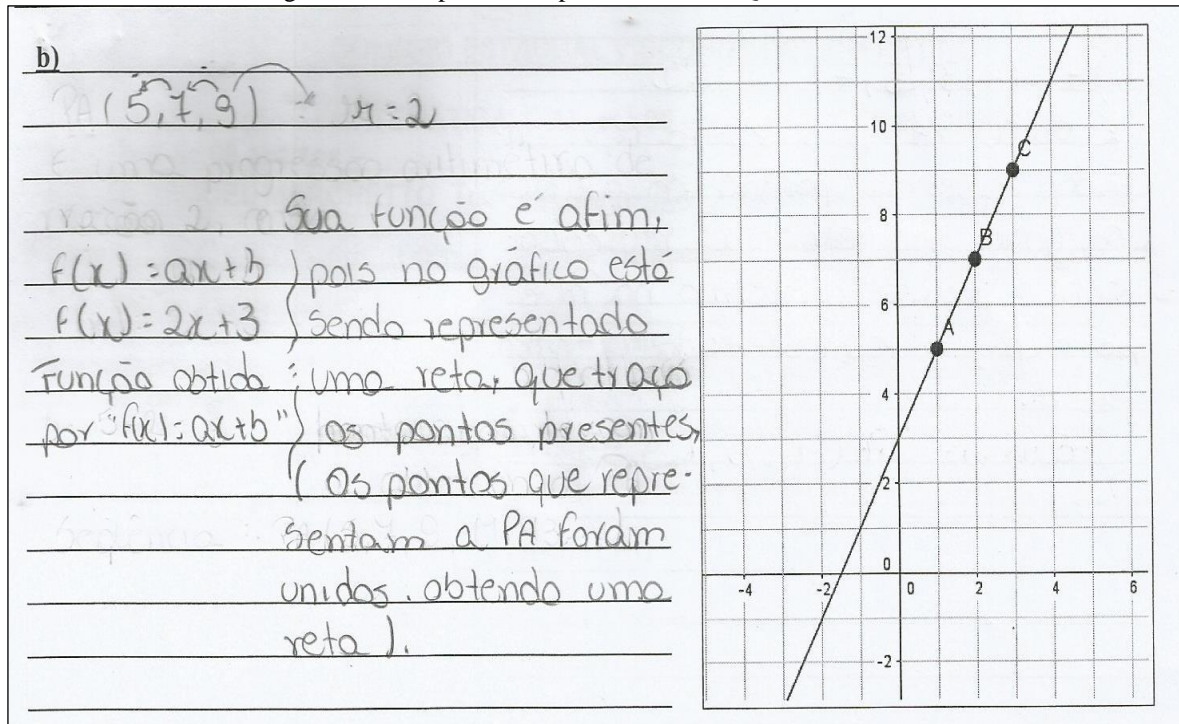 b)
(5,7,9) r=2
Sua função é afim,
f(x)=ax+b pois no gráfico está
f(x)=2x+3 sendo representado
Função obtida uma reta, que traça
por "f(x)=ax+b" os pontos presentes,
( Os pontos que repre-
sentam a PA foram
unidos. obtendo uma
reta ).
12
10
8
6
4
2
0
-2
-4
-2
0
2
4
6
A
B
C